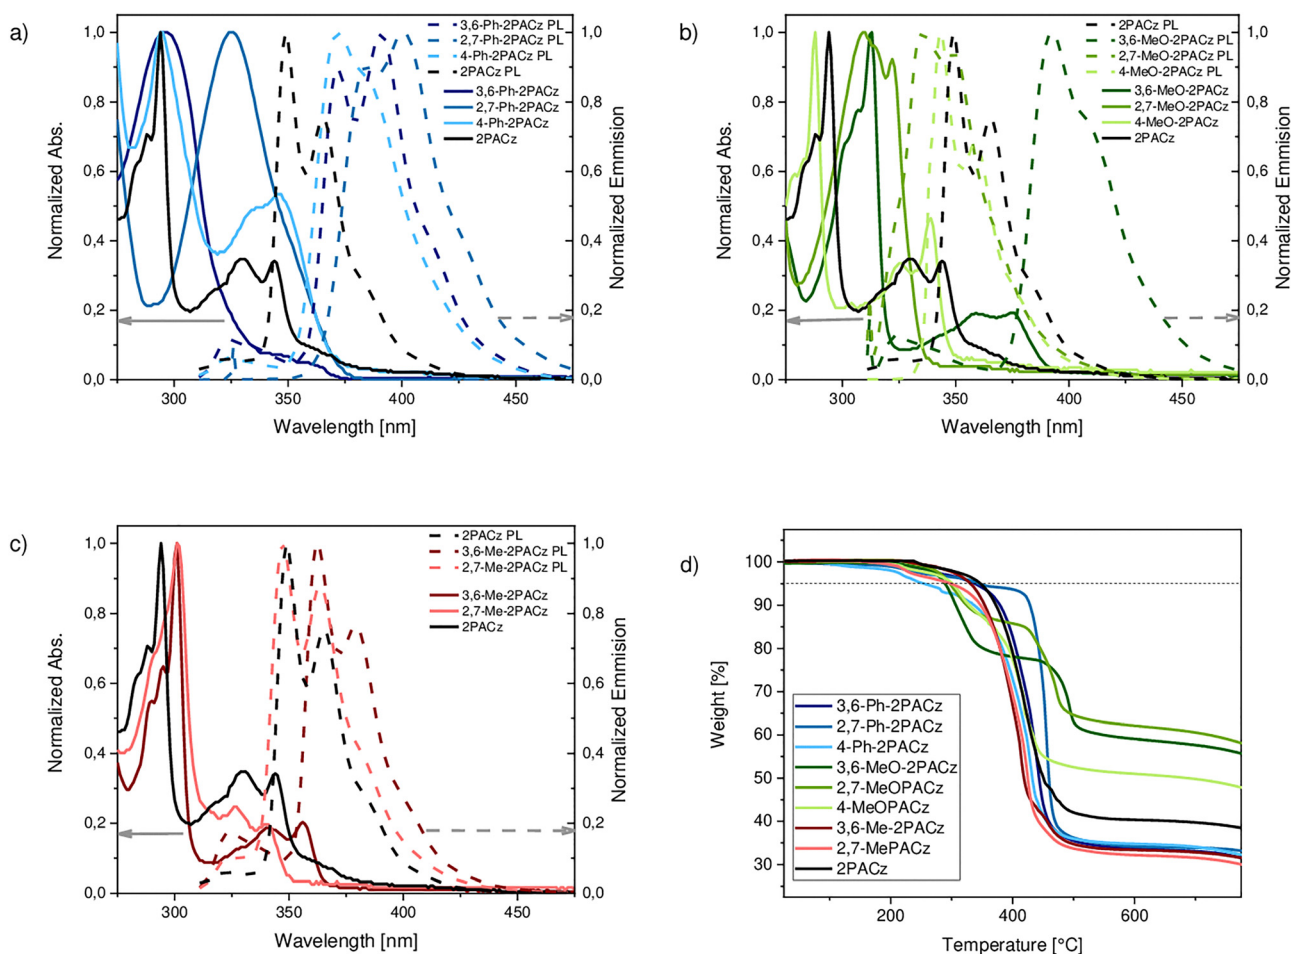 a)
3,6-Ph-2PACz PL
2,7-Ph-2PACz PL
4-Ph-2PACz PL
2PACz PL
3,6-Ph-2PACz
2,7-Ph-2PACz
4-Ph-2PACz
2PACz
1,0
0,8
0,6
0,4
0,2
0,0
Normalized Abs.
1,0
0,8
0,6
0,4
0,2
0,0
Normalized Emmision
300 350 400 450
Wavelength [nm]
b)
2PACz PL
3,6-MeO-2PACz PL
2,7-MeO-2PACz PL
4-MeO-2PACz PL
3,6-MeO-2PACz
2,7-MeO-2PACz
4-MeO-2PACz
2PACz
1,0
0,8
0,6
0,4
0,2
0,0
Normalized Abs.
1,0
0,8
0,6
0,4
0,2
0,0
Normalized Emmision
300 350 400 450
Wavelength [nm]
c)
2PACz PL
3,6-Me-2PACz PL
2,7-Me-2PACz PL
3,6-Me-2PACz
2,7-Me-2PACz
2PACz
1,0
0,8
0,6
0,4
0,2
0,0
Normalized Abs.
1,0
0,8
0,6
0,4
0,2
0,0
Normalized Emmision
300 350 400 450
Wavelength [nm]
d)
100
90
80
70
60
50
40
30
Weight [%]
3,6-Ph-2PACz
2,7-Ph-2PACz
4-Ph-2PACz
3,6-MeO-2PACz
2,7-MeOPACz
4-MeOPACz
3,6-Me-2PACz
2,7-MePACz
2PACz
200 400 600
Temperature [°C]